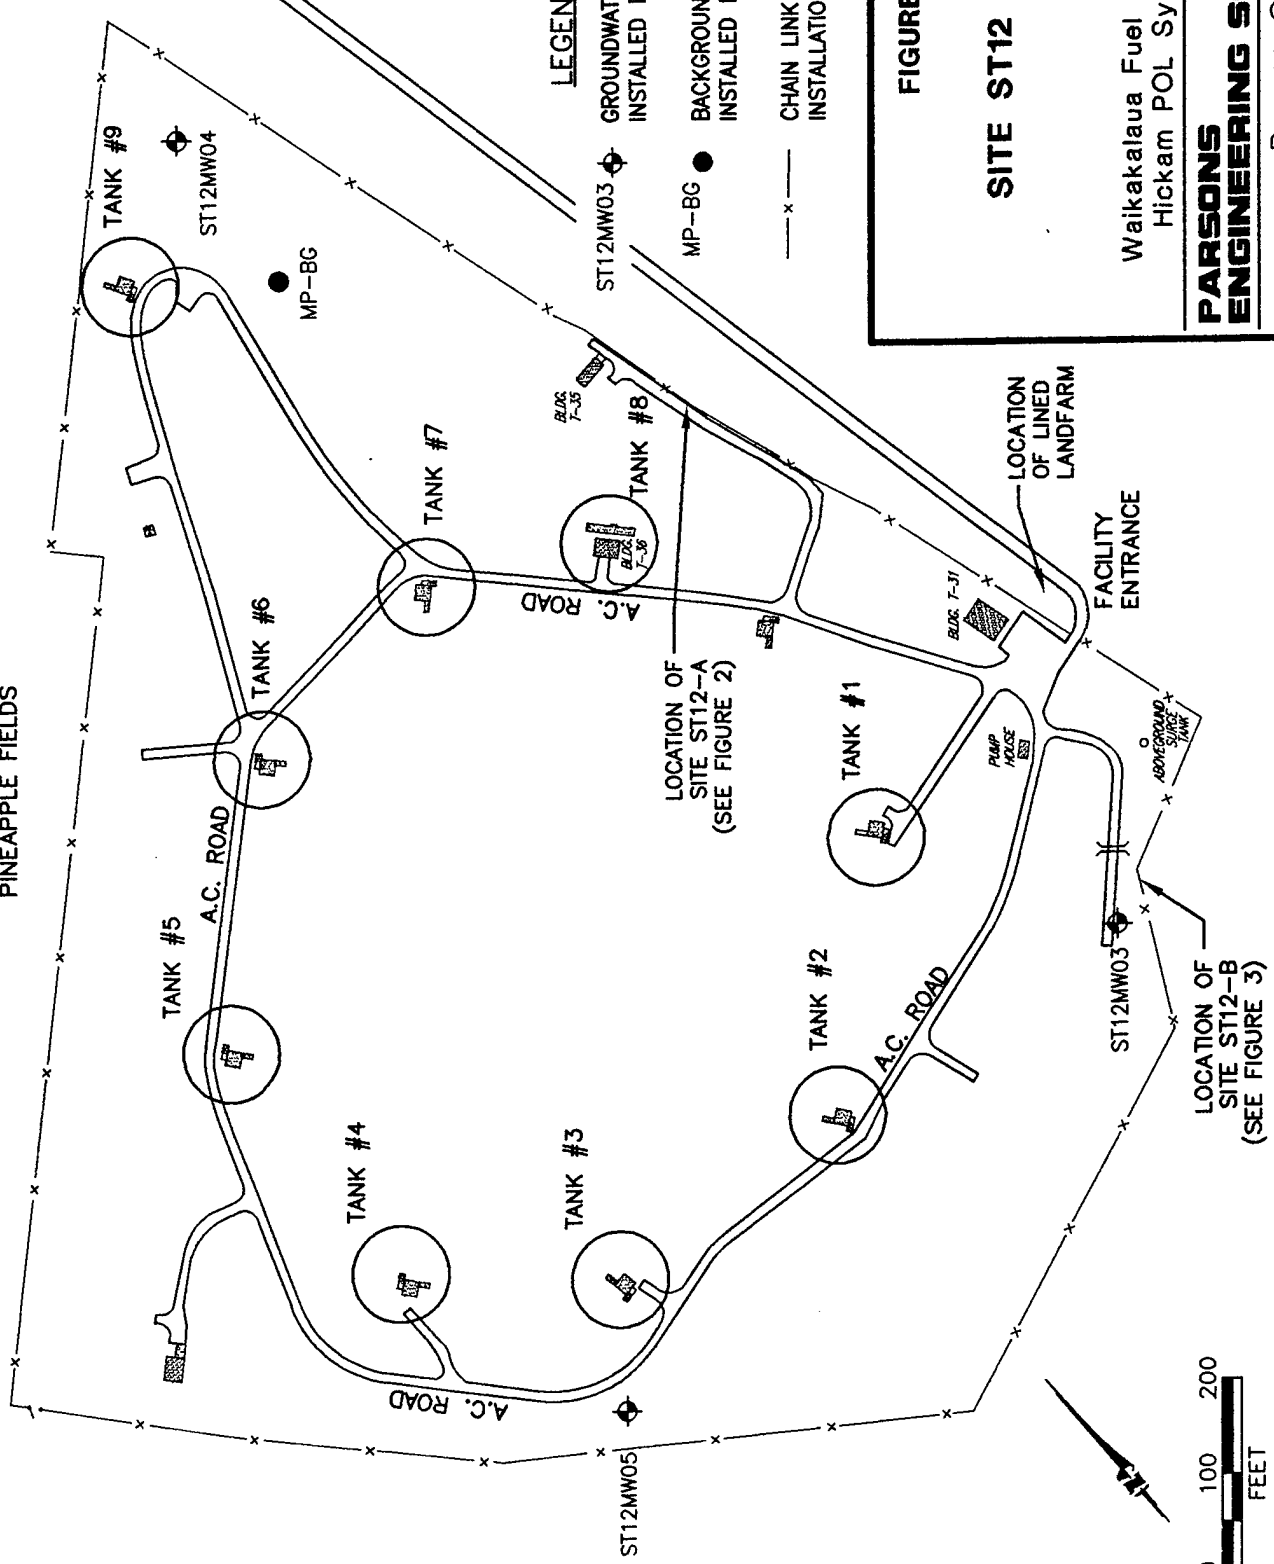 PINEAPPLE FIELDS
TANK #9
ST12MW04
MP-BG
TANK #7
TANK #6
TANK #5
A.C. ROAD
TANK #4
TANK #3
A.C. ROAD
ST12MW05
BLDG.
T-35
TANK #8
BLDG.
T-36
A.C. ROAD
LOCATION OF
SITE ST12-A
(SEE FIGURE 2)
TANK #1
TANK #2
A.C. ROAD
BLDG. T-31
PUMP
HOUSE
ABOVEGROUND
SURGE
TANK
LOCATION
OF LINED
LANDFARM
FACILITY
ENTRANCE
ST12MW03
LOCATION OF
SITE ST12-B
(SEE FIGURE 3)
100
200
FEET
LEGEN
ST12MW03
GROUNDWAT
INSTALLED
MP-BG
BACKGROUN
INSTALLED
CHAIN LINK
INSTALLATIO
FIGURE
SITE ST12
Waikakalaua Fuel
Hickam POL Sy
PARSONS
ENGINEERING S